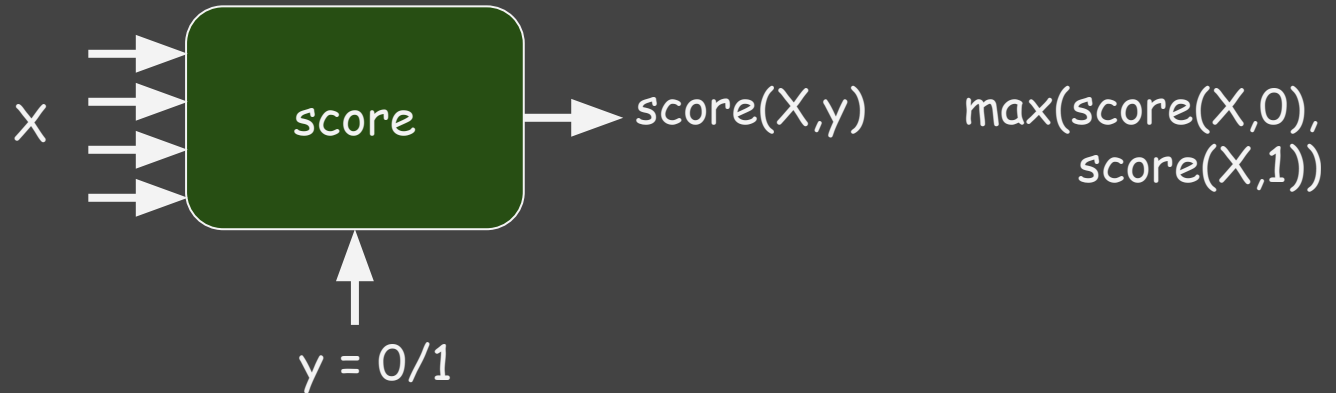 X
score
score(X,y)
max(score(X,0),
score(X,1))
y = 0/1